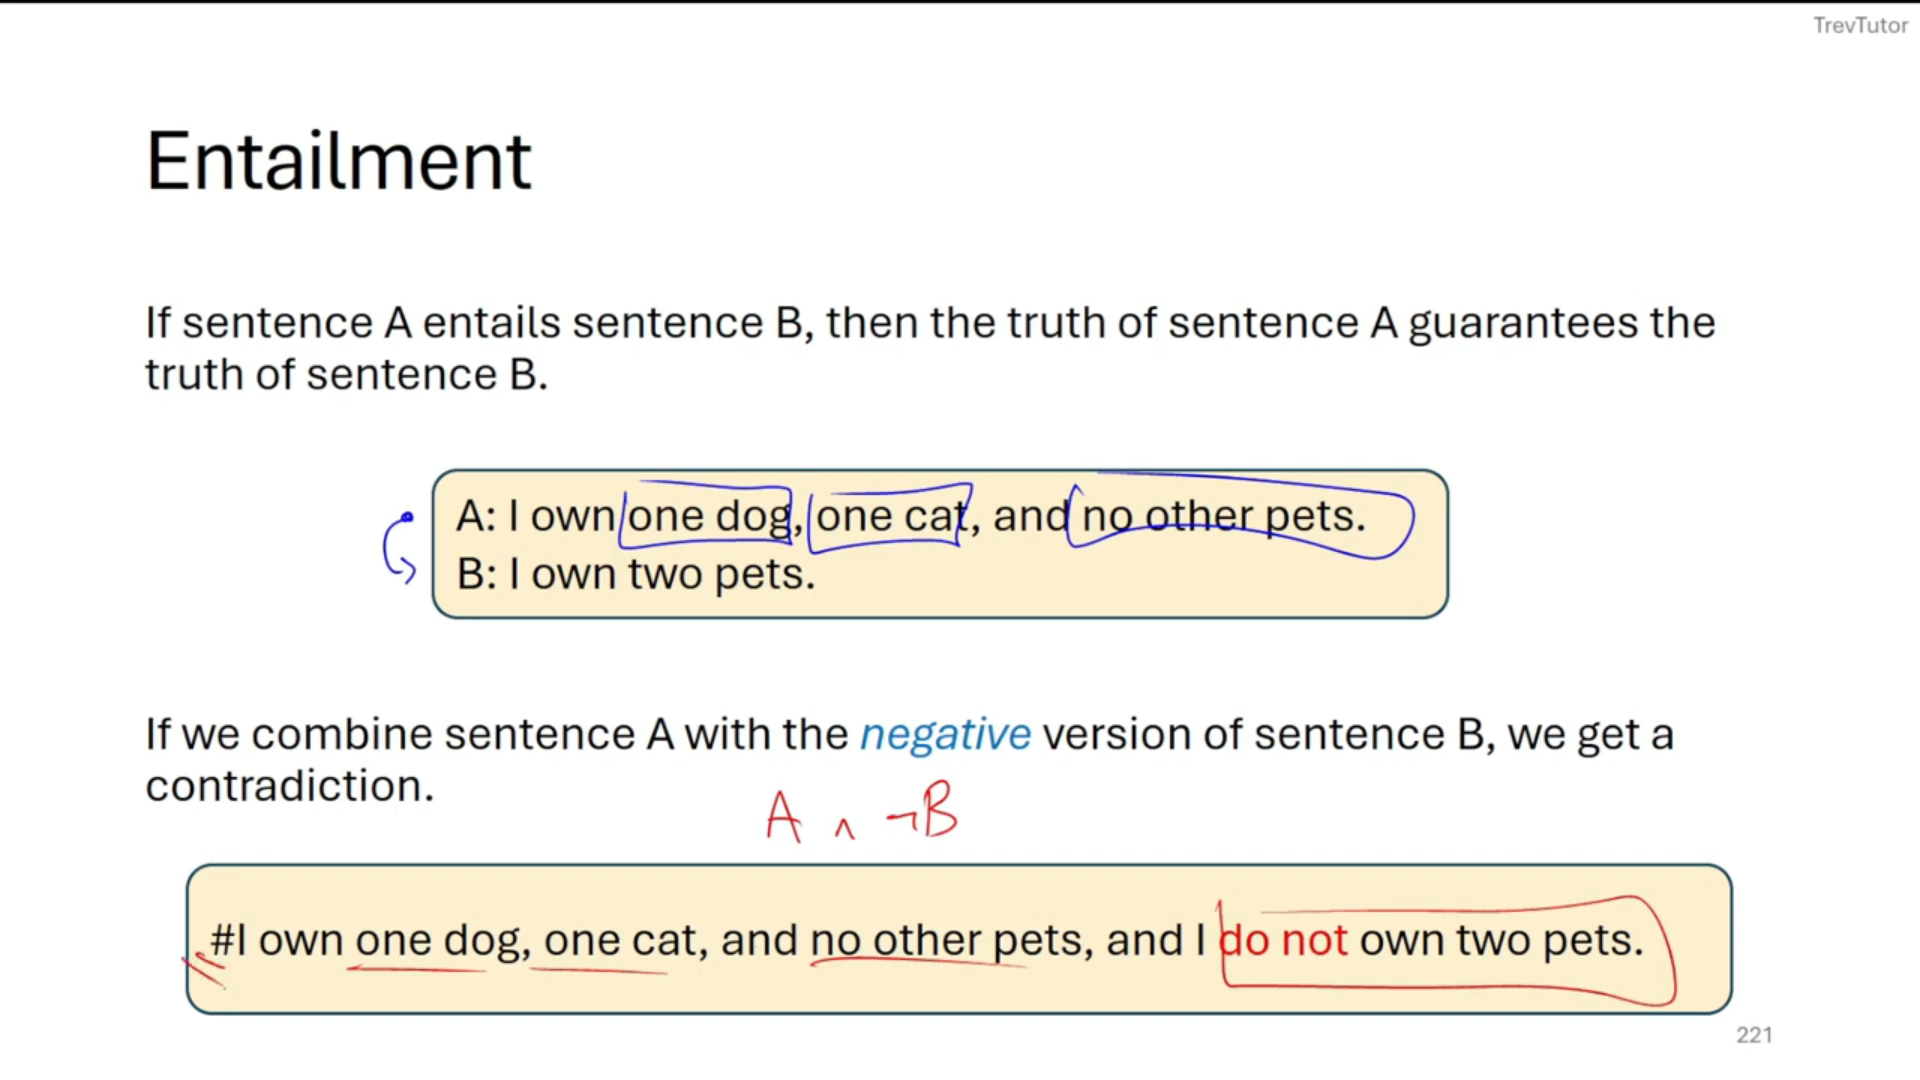 TrevTutor
Entailment
If sentence A entails sentence B, then the truth of sentence A guarantees the
truth of sentence B.
A: I own one dog, one cat, and no other pets.
B: I own two pets.
If we combine sentence A with the negative version of sentence B, we get a
contradiction.
A ∧ ¬B
#I own one dog, one cat, and no other pets, and I do not own two pets.
221